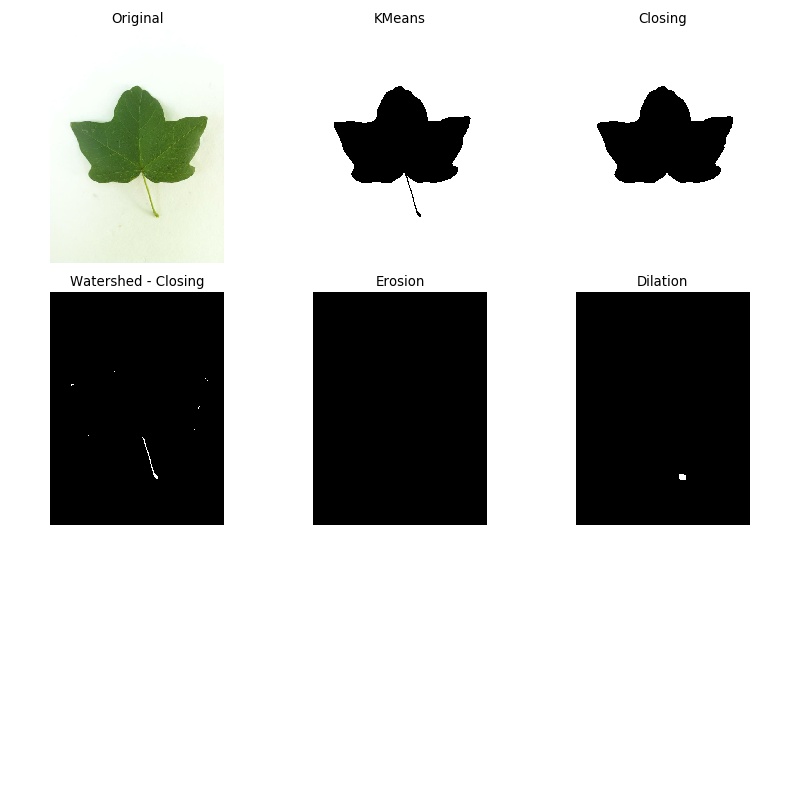 Original
KMeans
Closing
Watershed - Closing
Erosion
Dilation